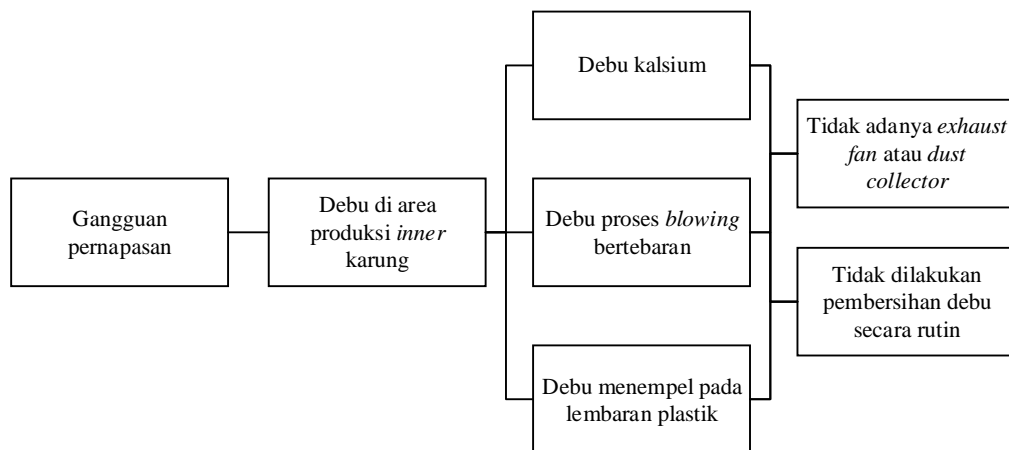 Gangguan
pernapasan
Debu di area
produksi inner
karung
Debu kalsium
Debu proses blowing
bertebaran
Debu menempel pada
lembaran plastik
Tidak adanya exhaust
fan atau dust
collector
Tidak dilakukan
pembersihan debu
secara rutin